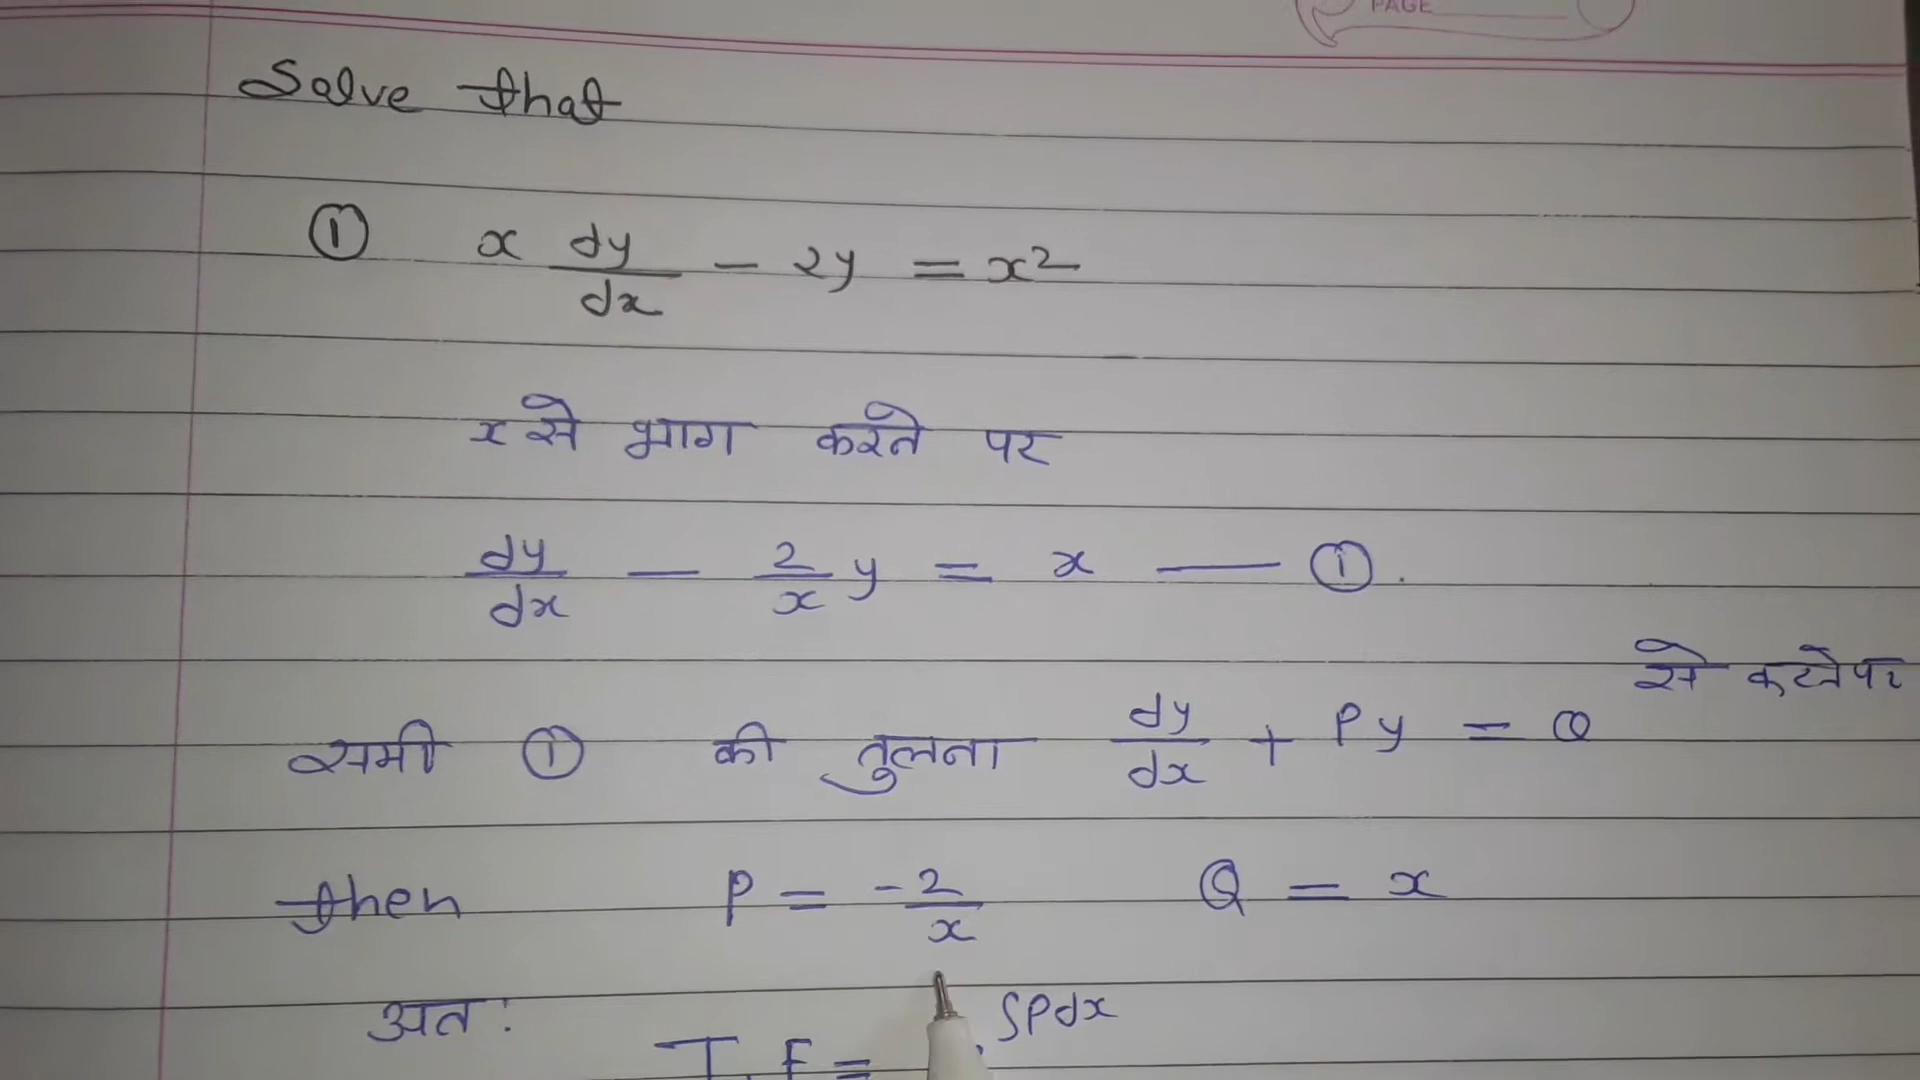 PAGE
Solve that
① x dy/dx - 2y = x²
x से भाग करने पर
dy/dx - 2/x y = x — ①.
समी ① की तुलना dy/dx + Py = Q से करने पर
then P = -2/x Q = x
अत: I.F = ∫Pdx